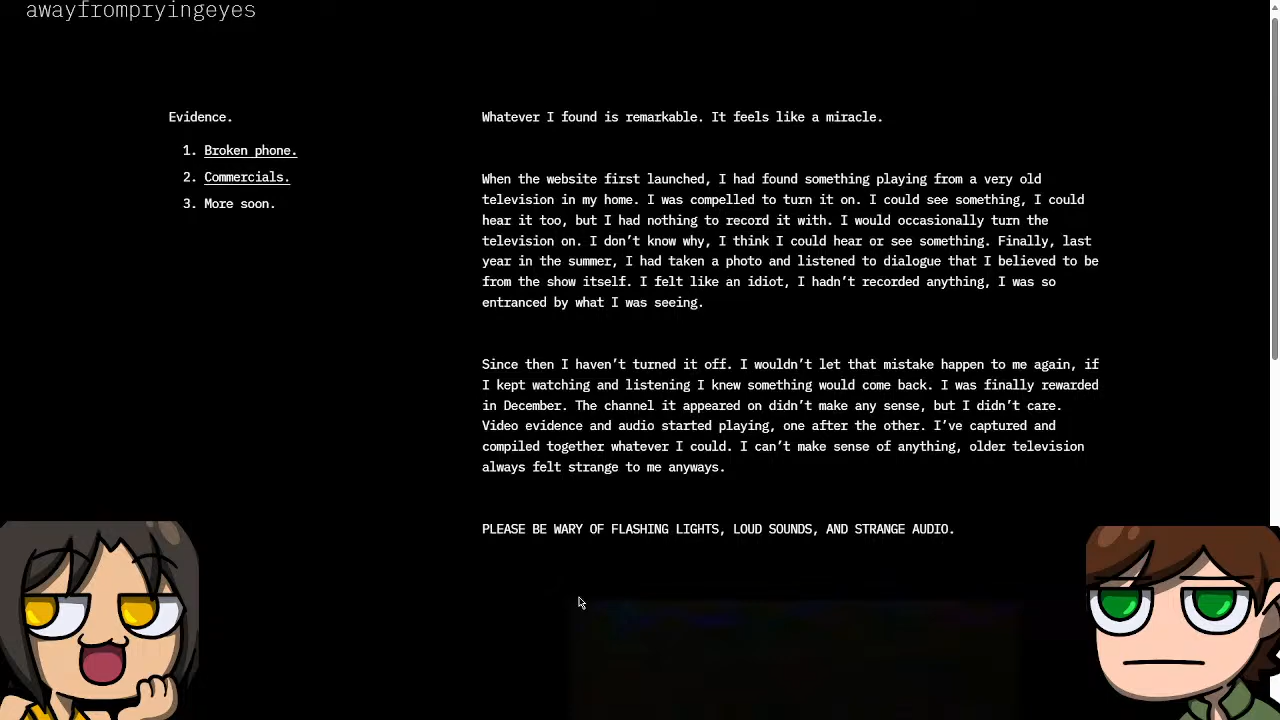 awayfrompryingeyes
Evidence.
1. Broken phone.
2. Commercials.
3. More soon.
Whatever I found is remarkable. It feels like a miracle.
When the website first launched, I had found something playing from a very old
television in my home. I was compelled to turn it on. I could see something, I could
hear it too, but I had nothing to record it with. I would occasionally turn the
television on. I don’t know why, I think I could hear or see something. Finally, last
year in the summer, I had taken a photo and listened to dialogue that I believed to be
from the show itself. I felt like an idiot, I hadn’t recorded anything, I was so
entranced by what I was seeing.
Since then I haven’t turned it off. I wouldn’t let that mistake happen to me again, if
I kept watching and listening I knew something would come back. I was finally rewarded
in December. The channel it appeared on didn’t make any sense, but I didn’t care.
Video evidence and audio started playing, one after the other. I’ve captured and
compiled together whatever I could. I can’t make sense of anything, older television
always felt strange to me anyways.
PLEASE BE WARY OF FLASHING LIGHTS, LOUD SOUNDS, AND STRANGE AUDIO.